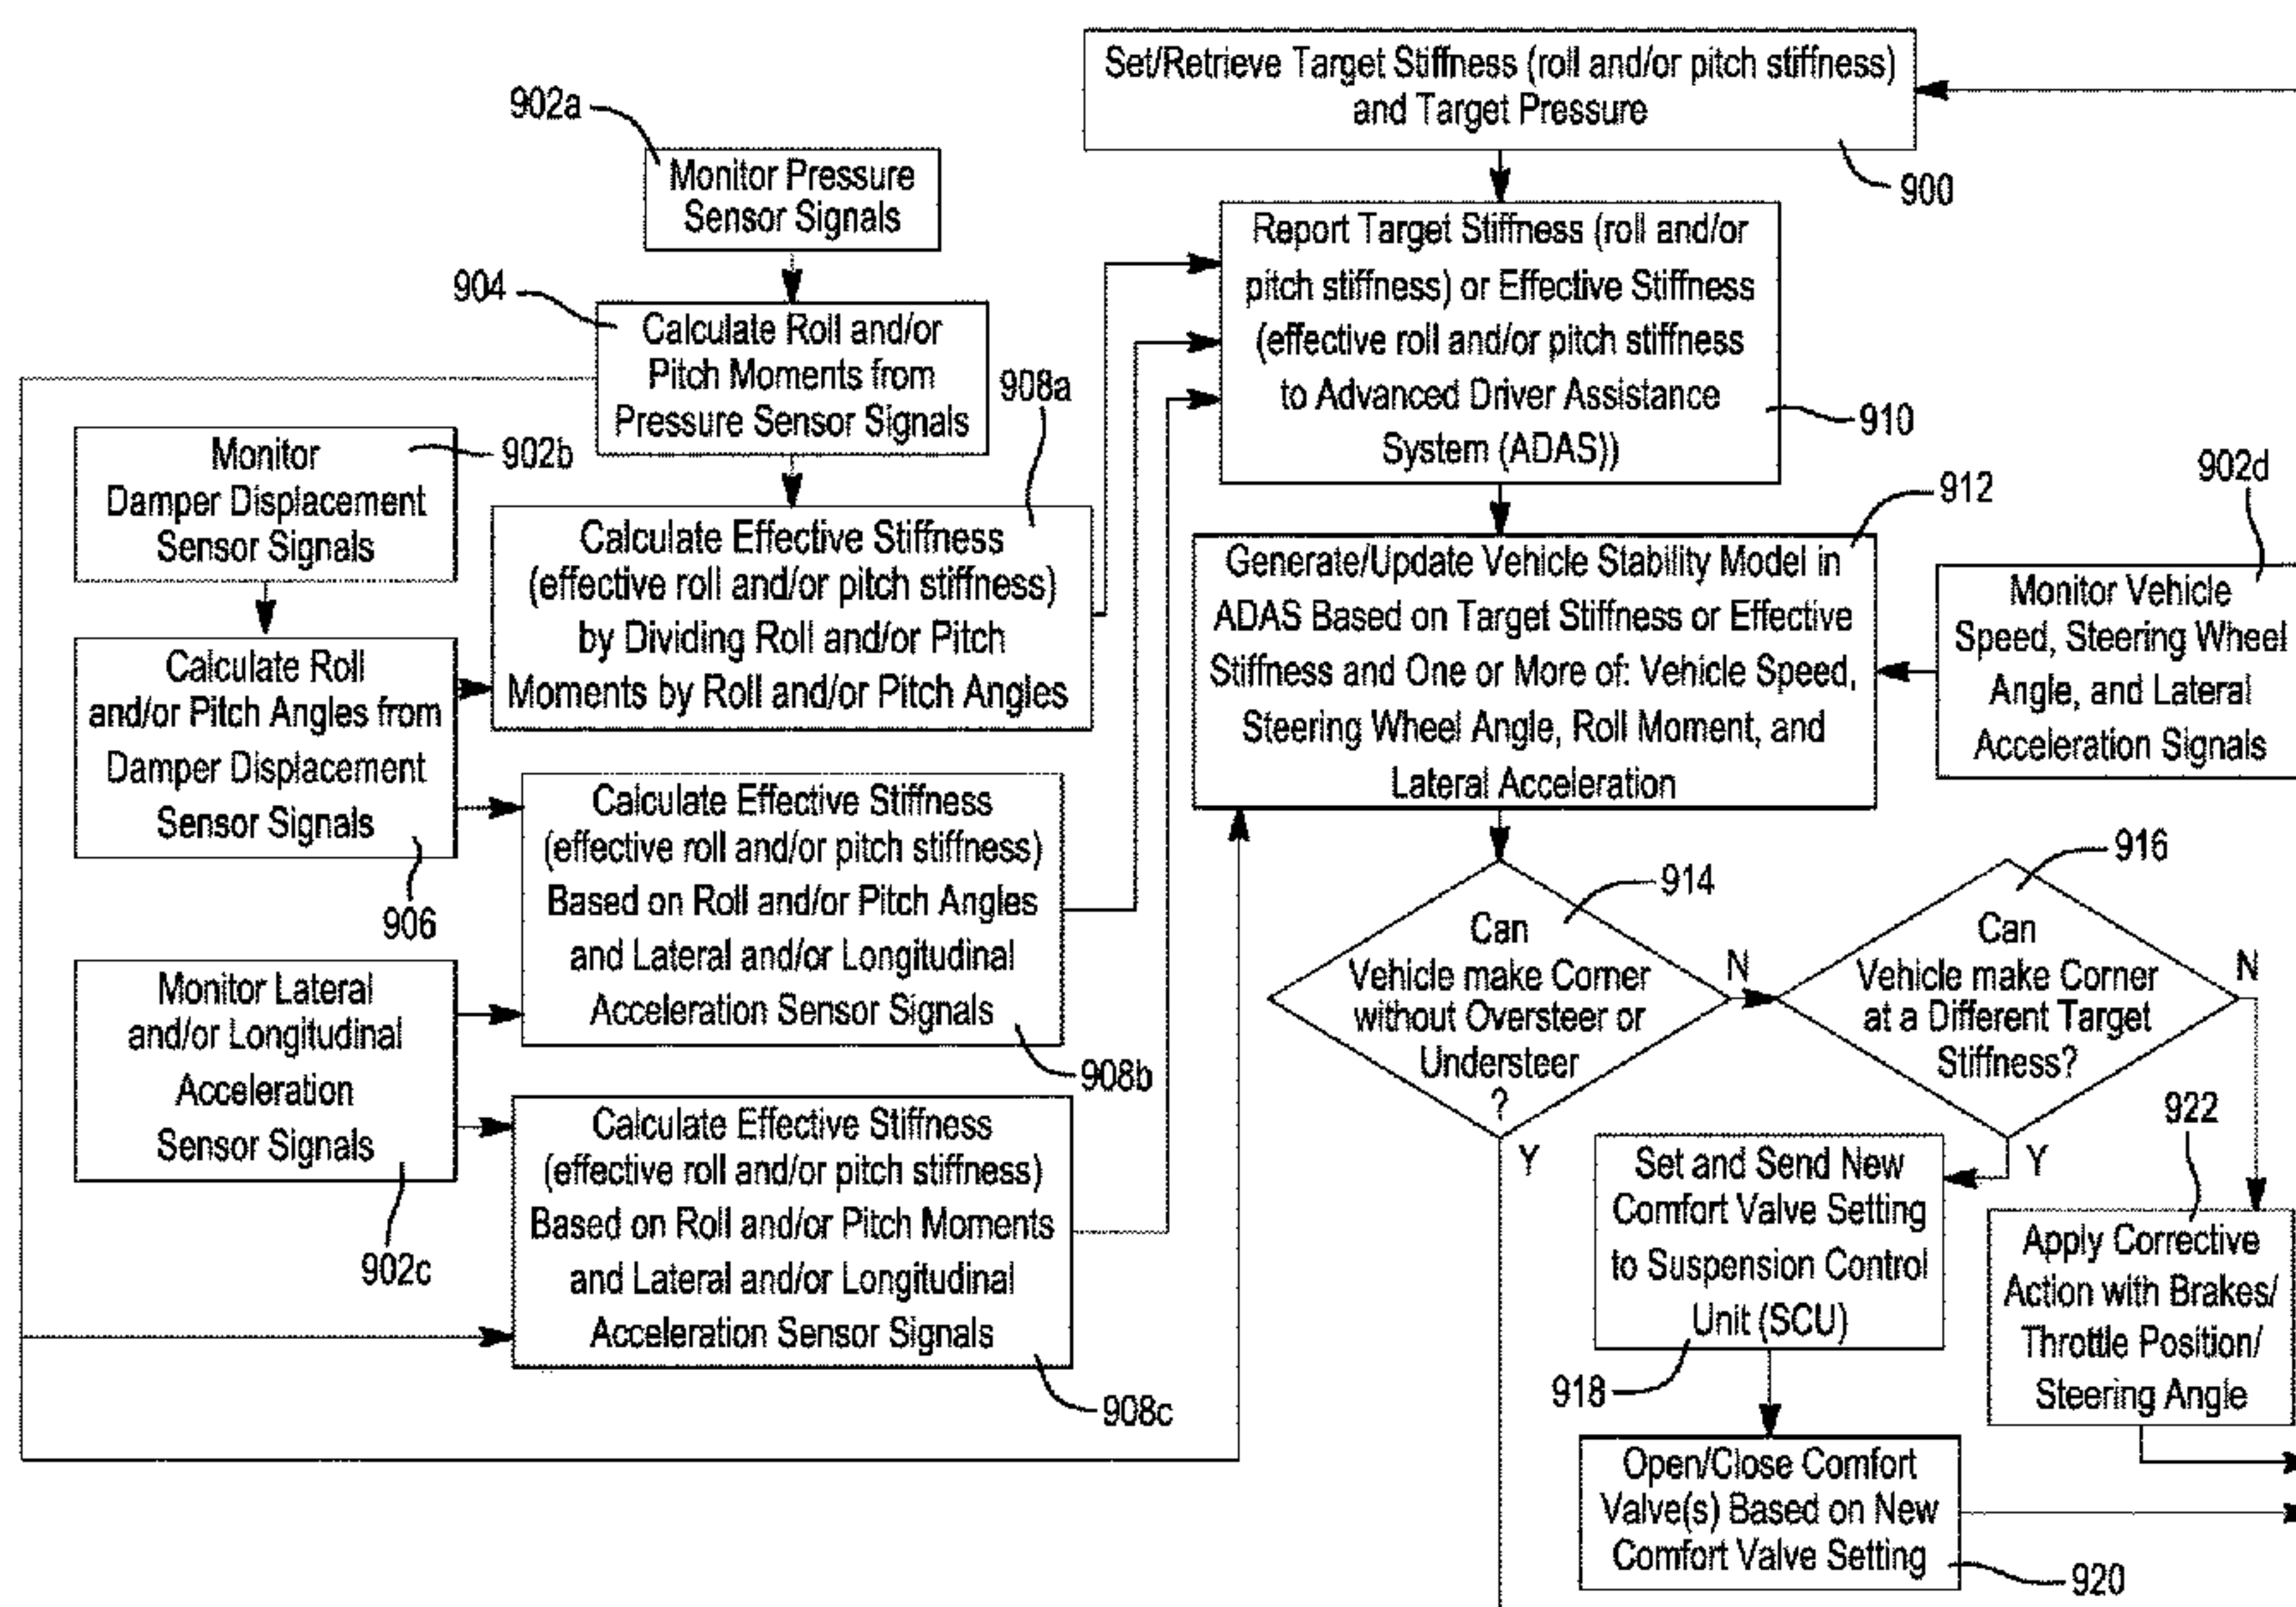 Set/Retrieve Target Stiffness (roll and/or pitch stiffness)
and Target Pressure
900
902a
Monitor Pressure
Sensor Signals
904
Calculate Roll and/or
Pitch Moments from
Pressure Sensor Signals
908a
Report Target Stiffness (roll and/or
pitch stiffness) or Effective Stiffness
(effective roll and/or pitch stiffness
to Advanced Driver Assistance
System (ADAS))
910
Monitor
Damper Displacement
Sensor Signals
902b
Calculate Effective Stiffness
(effective roll and/or pitch stiffness)
by Dividing Roll and/or Pitch
Moments by Roll and/or Pitch Angles
912
902d
Generate/Update Vehicle Stability Model in
ADAS Based on Target Stiffness or Effective
Stiffness and One or More of: Vehicle Speed,
Steering Wheel Angle, Roll Moment, and
Lateral Acceleration
Monitor Vehicle
Speed, Steering Wheel
Angle, and Lateral
Acceleration Signals
Calculate Roll
and/or Pitch Angles from
Damper Displacement
Sensor Signals
906
Calculate Effective Stiffness
(effective roll and/or pitch stiffness)
Based on Roll and/or Pitch Angles
and Lateral and/or Longitudinal
Acceleration Sensor Signals
908b
914
Can
Vehicle make Corner
without Oversteer or
Understeer
?
N
Y
916
Can
Vehicle make Corner
at a Different Target
Stiffness?
N
Y
Monitor Lateral
and/or Longitudinal
Acceleration
Sensor Signals
902c
Calculate Effective Stiffness
(effective roll and/or pitch stiffness)
Based on Roll and/or Pitch Moments
and Lateral and/or Longitudinal
Acceleration Sensor Signals
908c
Set and Send New
Comfort Valve Setting
to Suspension Control
Unit (SCU)
918
922
Apply Corrective
Action with Brakes/
Throttle Position/
Steering Angle
Open/Close Comfort
Valve(s) Based on New
Comfort Valve Setting
920